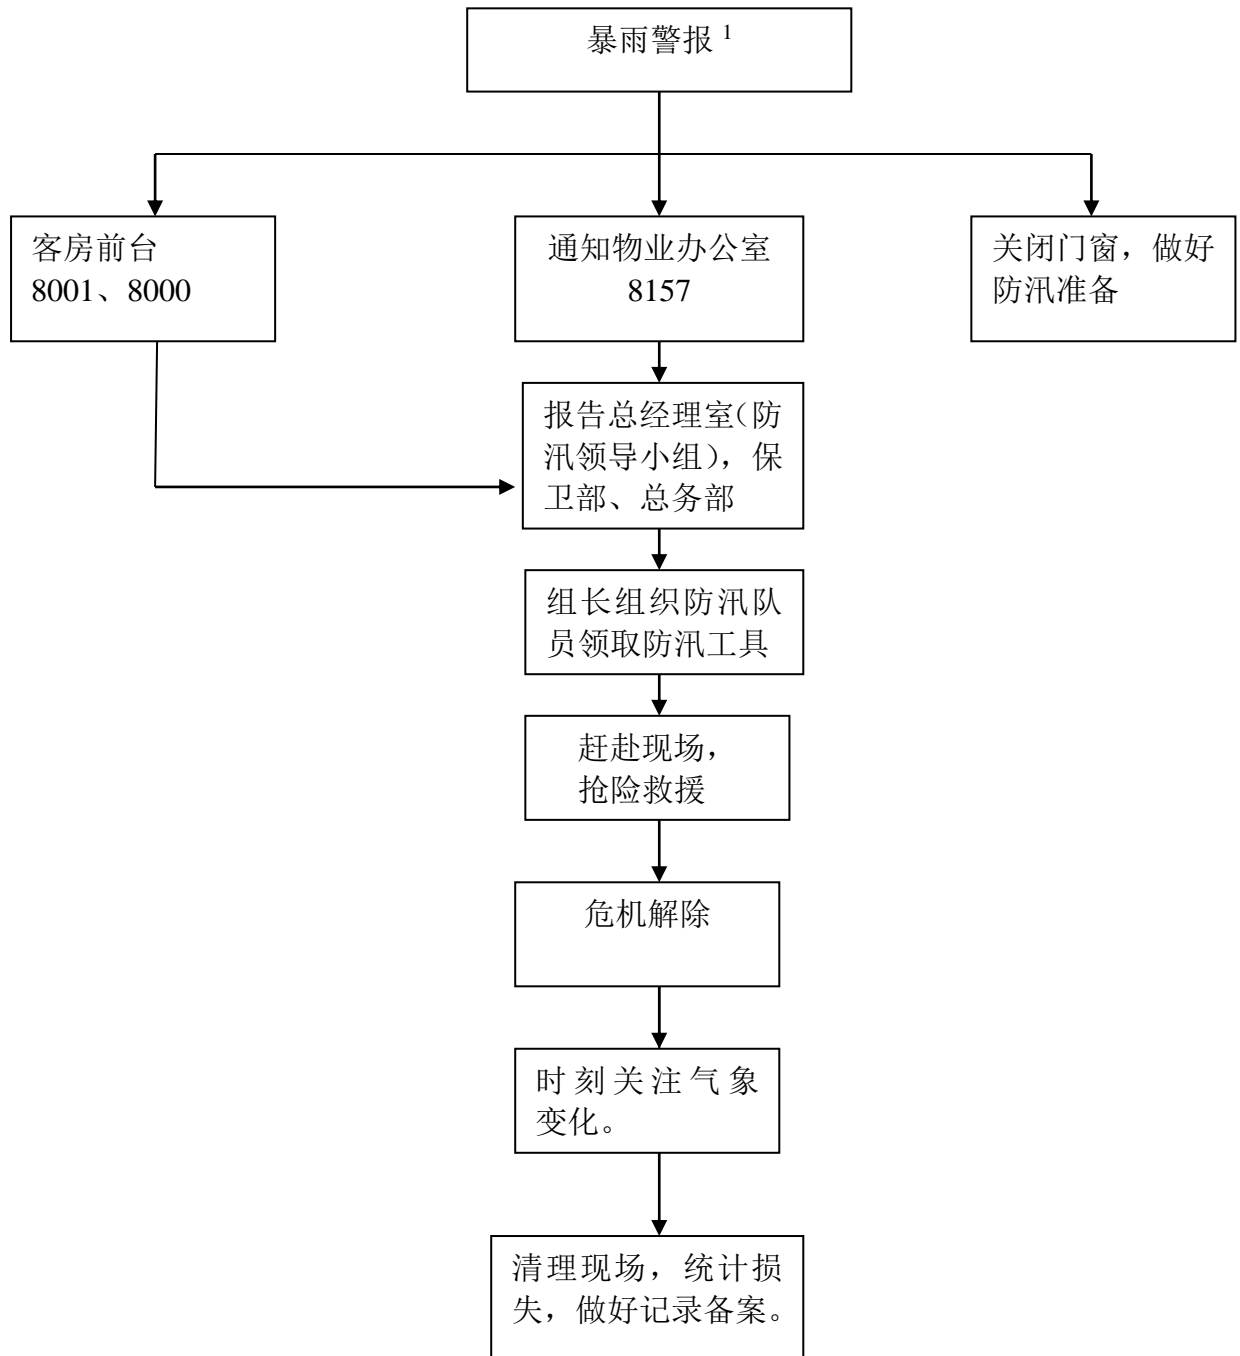 暴雨警报 1
客房前台
8001、8000
通知物业办公室
8157
关闭门窗，做好
防汛准备
报告总经理室（防
汛领导小组），保
卫部、总务部
组长组织防汛队
员领取防汛工具
赶赴现场，
抢险救援
危机解除
时刻关注气象
变化。
清理现场，统计损
失，做好记录备案。